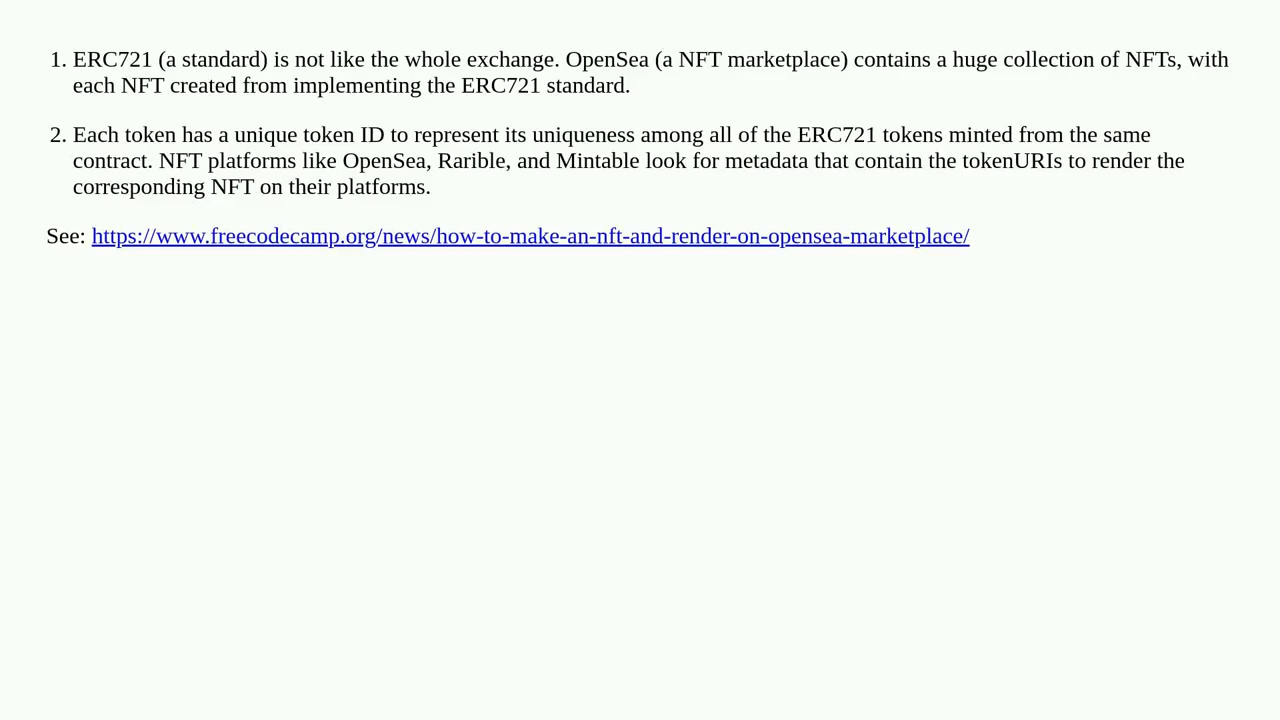 1. ERC721 (a standard) is not like the whole exchange. OpenSea (a NFT marketplace) contains a huge collection of NFTs, with
each NFT created from implementing the ERC721 standard.
2. Each token has a unique token ID to represent its uniqueness among all of the ERC721 tokens minted from the same
contract. NFT platforms like OpenSea, Rarible, and Mintable look for metadata that contain the tokenURIs to render the
corresponding NFT on their platforms.
See: https://www.freecodecamp.org/news/how-to-make-an-nft-and-render-on-opensea-marketplace/